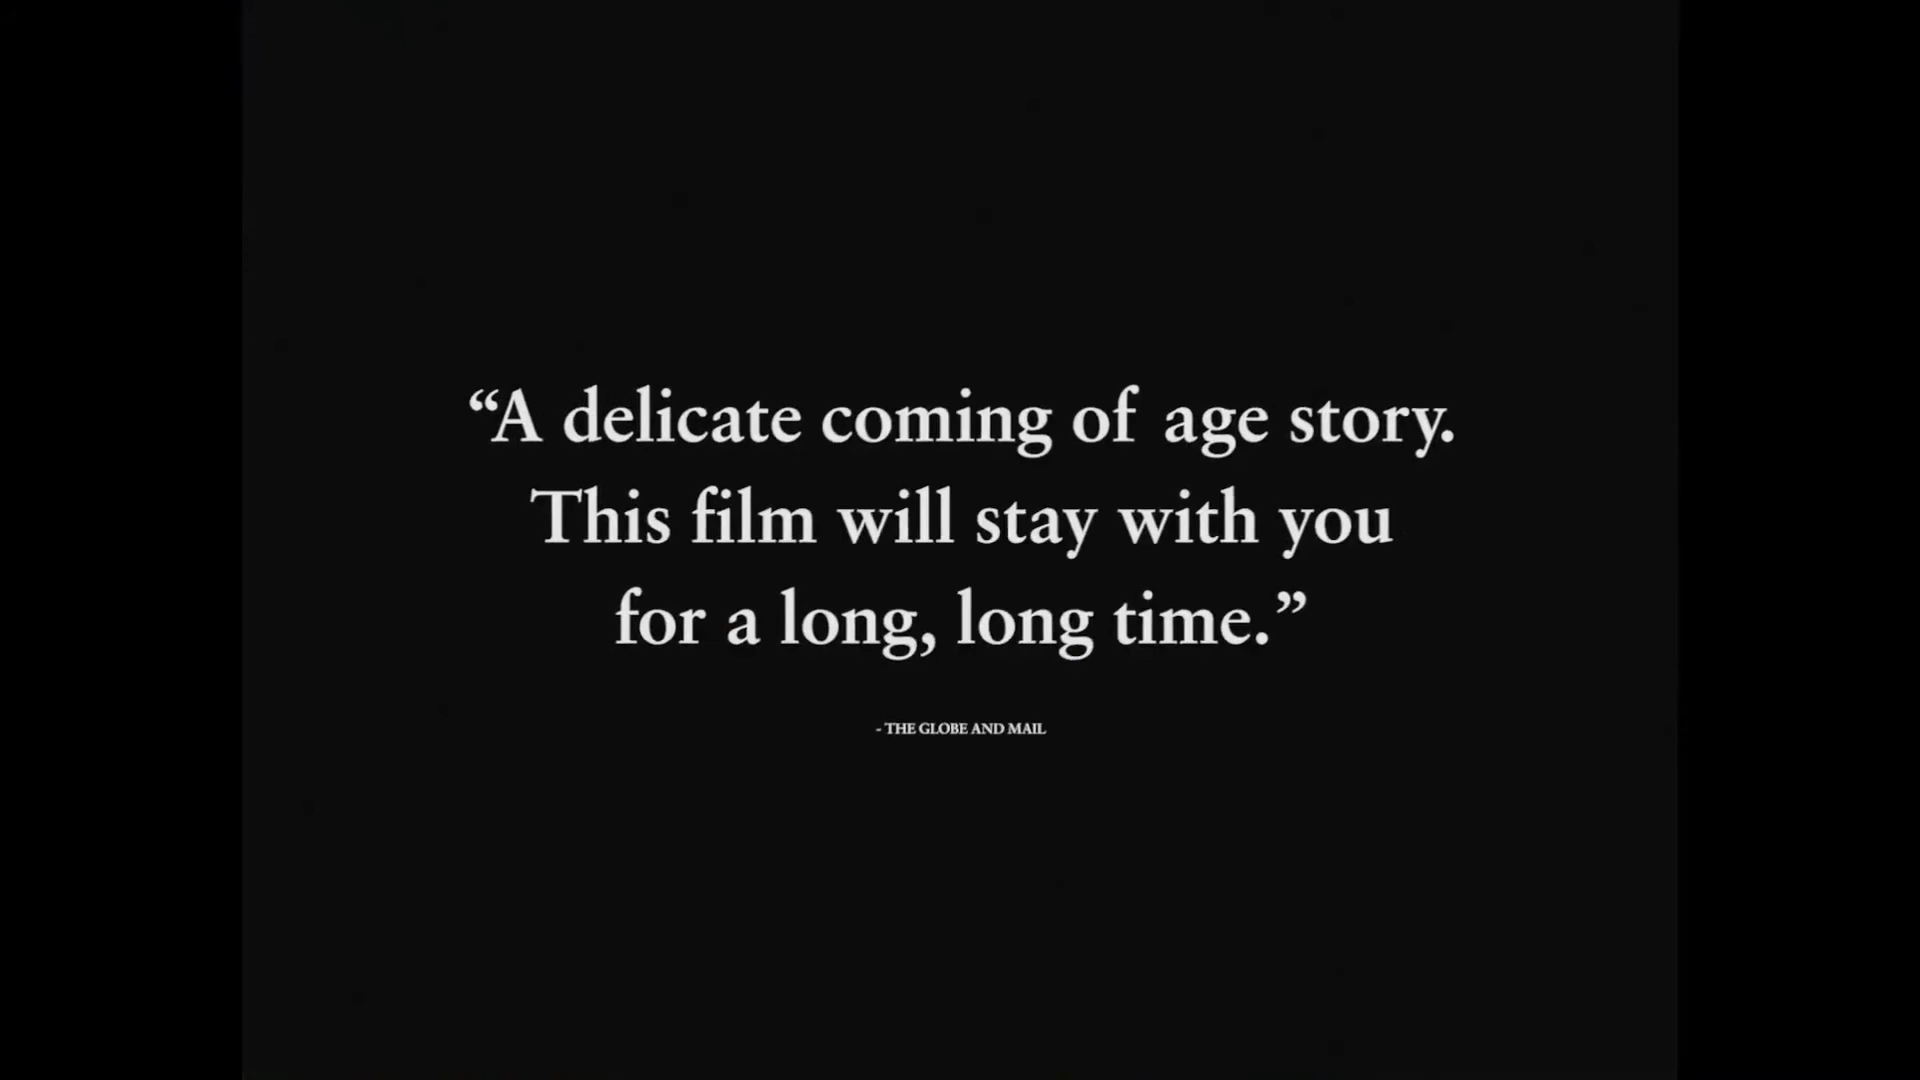 “A delicate coming of age story.
This film will stay with you
for a long, long time.”
- THE GLOBE AND MAIL